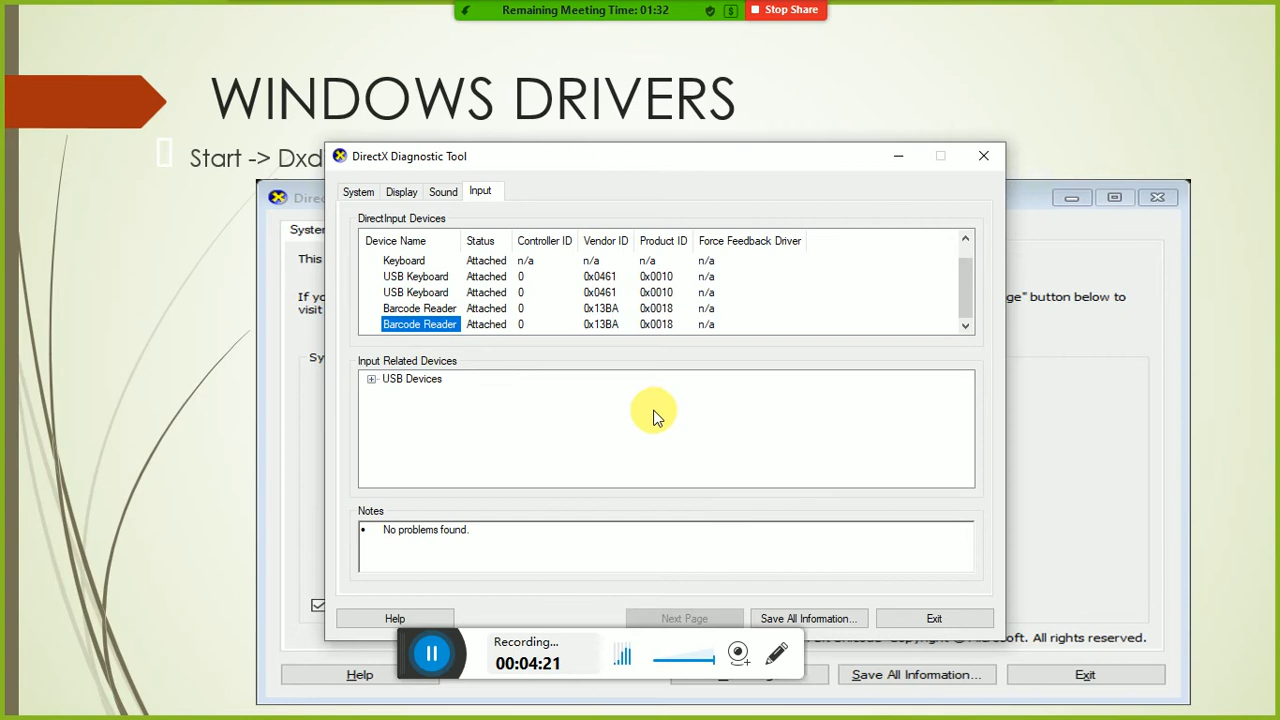 Remaining Meeting Time: 01:32
Stop Share
WINDOWS DRIVERS
Start -> Dxd
DirectX Diagnostic Tool
System Display Sound Input
DirectInput Devices
Device Name Status Controller ID Vendor ID Product ID Force Feedback Driver
Keyboard Attached n/a n/a n/a n/a
USB Keyboard Attached 0 0x0461 0x0010 n/a
USB Keyboard Attached 0 0x0461 0x0010 n/a
Barcode Reader Attached 0 0x13BA 0x0018 n/a
Barcode Reader Attached 0 0x13BA 0x0018 n/a
Input Related Devices
USB Devices
Notes
• No problems found.
Help Next Page Save All Information... Exit
Direc
System
This
If yo
visit
Sy
ge" button below to
Microsoft. All rights reserved.
Recording...
00:04:21
Help Save All Information... Exit